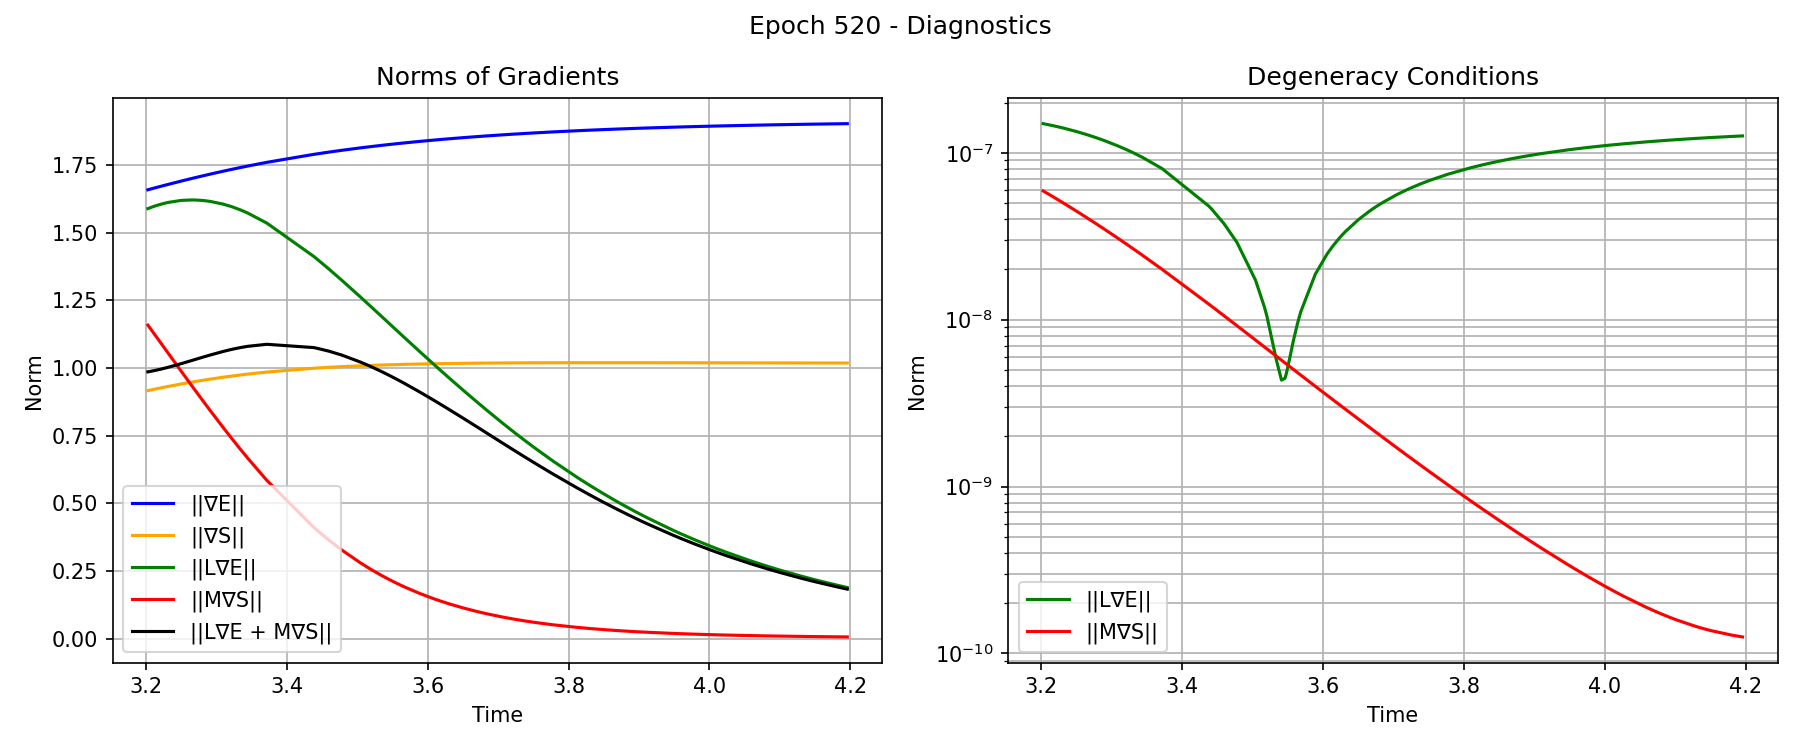 Epoch 520 - Diagnostics
Norms of Gradients
Norm
1.75
1.50
1.25
1.00
0.75
0.50
0.25
0.00
||∇E||
||∇S||
||L∇E||
||M∇S||
||L∇E + M∇S||
3.2 3.4 3.6 3.8 4.0 4.2
Time
Degeneracy Conditions
Norm
10⁻⁷
10⁻⁸
10⁻⁹
10⁻¹⁰
||L∇E||
||M∇S||
3.2 3.4 3.6 3.8 4.0 4.2
Time